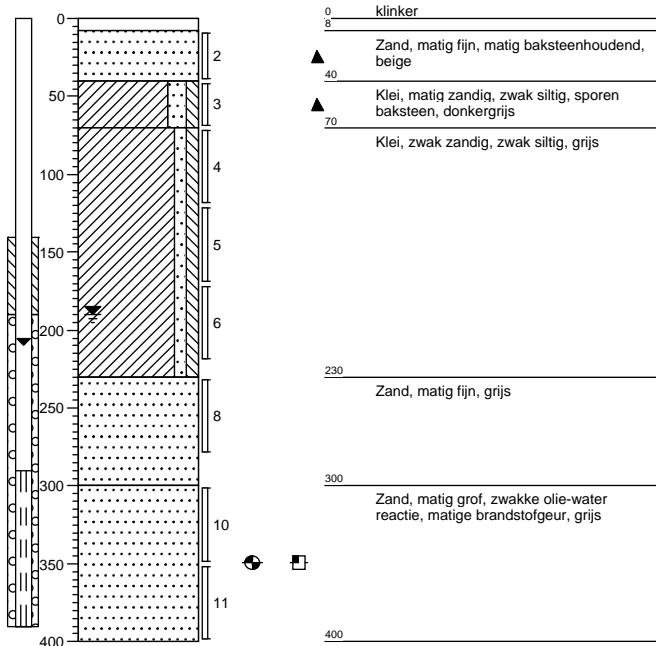 0
50
100
150
200
250
300
350
400
2
3
4
5
6
8
10
11
0
klinker
8
Zand, matig fijn, matig baksteenhoudend,
beige
40
Klei, matig zandig, zwak siltig, sporen
baksteen, donkergrijs
70
Klei, zwak zandig, zwak siltig, grijs
230
Zand, matig fijn, grijs
300
Zand, matig grof, zwakke olie-water
reactie, matige brandstofgeur, grijs
400